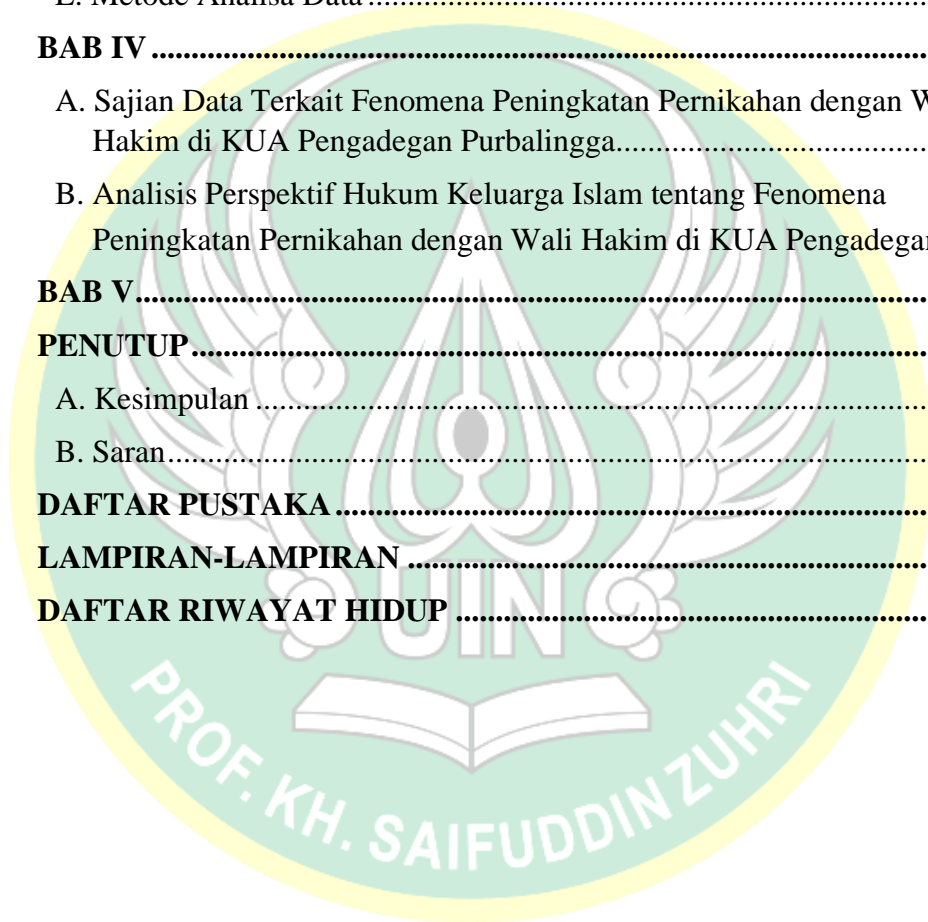 E. Metode Analisa Data ........................................................................................
BAB IV ........................................................................................
A. Sajian Data Terkait Fenomena Peningkatan Pernikahan dengan W
Hakim di KUA Pengadegan Purbalingga........................................
B. Analisis Perspektif Hukum Keluarga Islam tentang Fenomena
Peningkatan Pernikahan dengan Wali Hakim di KUA Pengadegan
BAB V........................................................................................
PENUTUP........................................................................................
A. Kesimpulan ........................................................................................
B. Saran........................................................................................
DAFTAR PUSTAKA ........................................................................
LAMPIRAN-LAMPIRAN ................................................................
DAFTAR RIWAYAT HIDUP ............................................................
UIN
PROF. KH. SAIFUDDIN ZUHRI